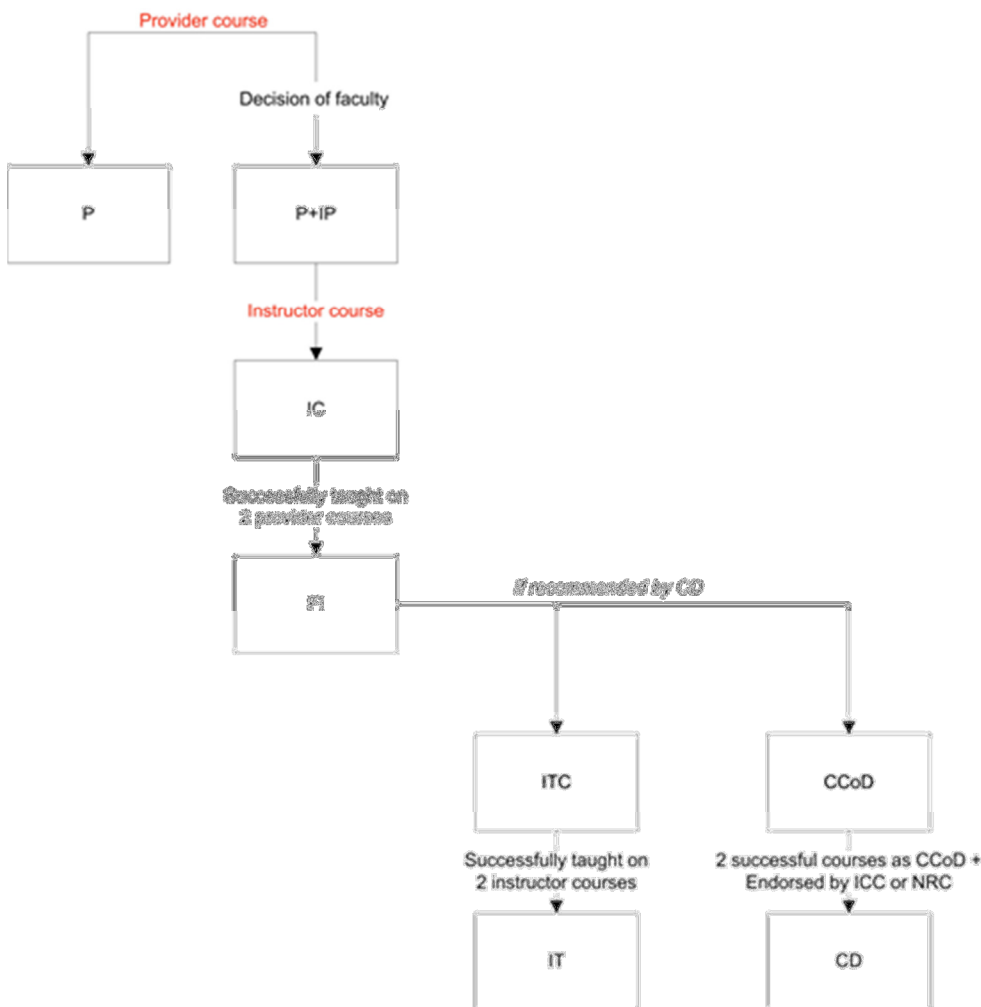 Provider course
Decision of faculty
P
P+IP
Instructor course
IC
Successfully taught on
2 provider courses
FI
If recommended by CD
ITC
CCoD
Successfully taught on
2 instructor courses
2 successful courses as CCoD +
Endorsed by ICC or NRC
IT
CD